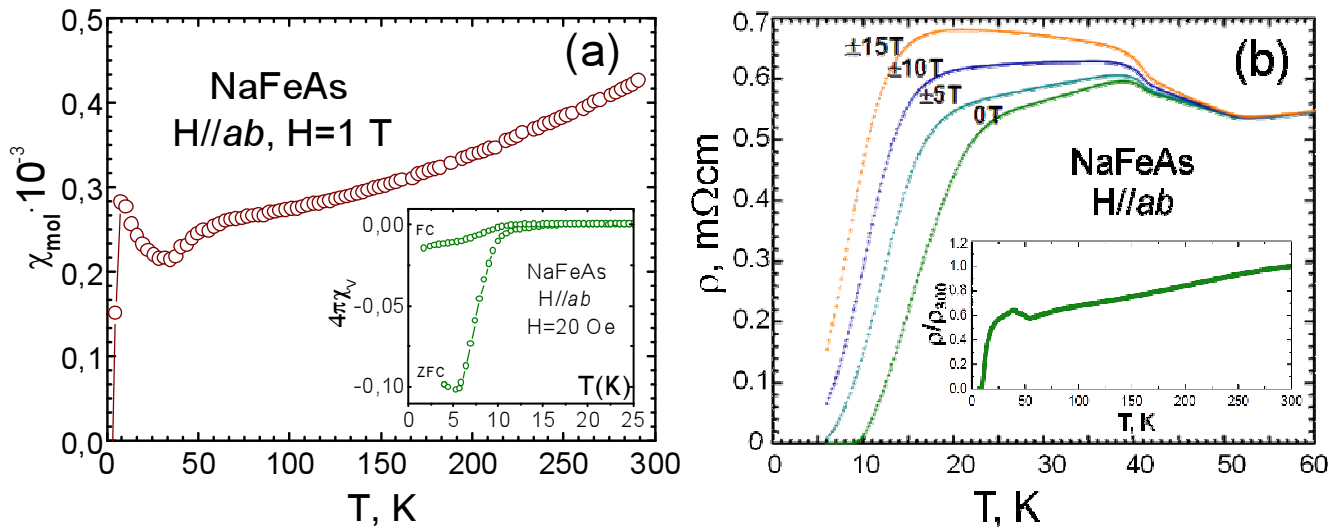 (a)
NaFeAs
H//ab, H=1 T
χmol·10-3
0,5
0,4
0,3
0,2
0,1
0,0
0 50 100 150 200 250 300
T, K
0,00
-0,05
-0,10
4πχv
FC
ZFC
NaFeAs
H//ab
H=20 Oe
T(K)
0 5 10 15 20 25
(b)
0.7
0.6
0.5
0.4
0.3
0.2
0.1
0
ρ, mΩcm
±15T
±10T
±5T
0T
NaFeAs
H//ab
0 10 20 30 40 50 60
T, K
1.2
1.0
0.8
0.6
0.4
0.2
0.0
ρ/ρ300
0 50 100 150 200 250 300
T, K